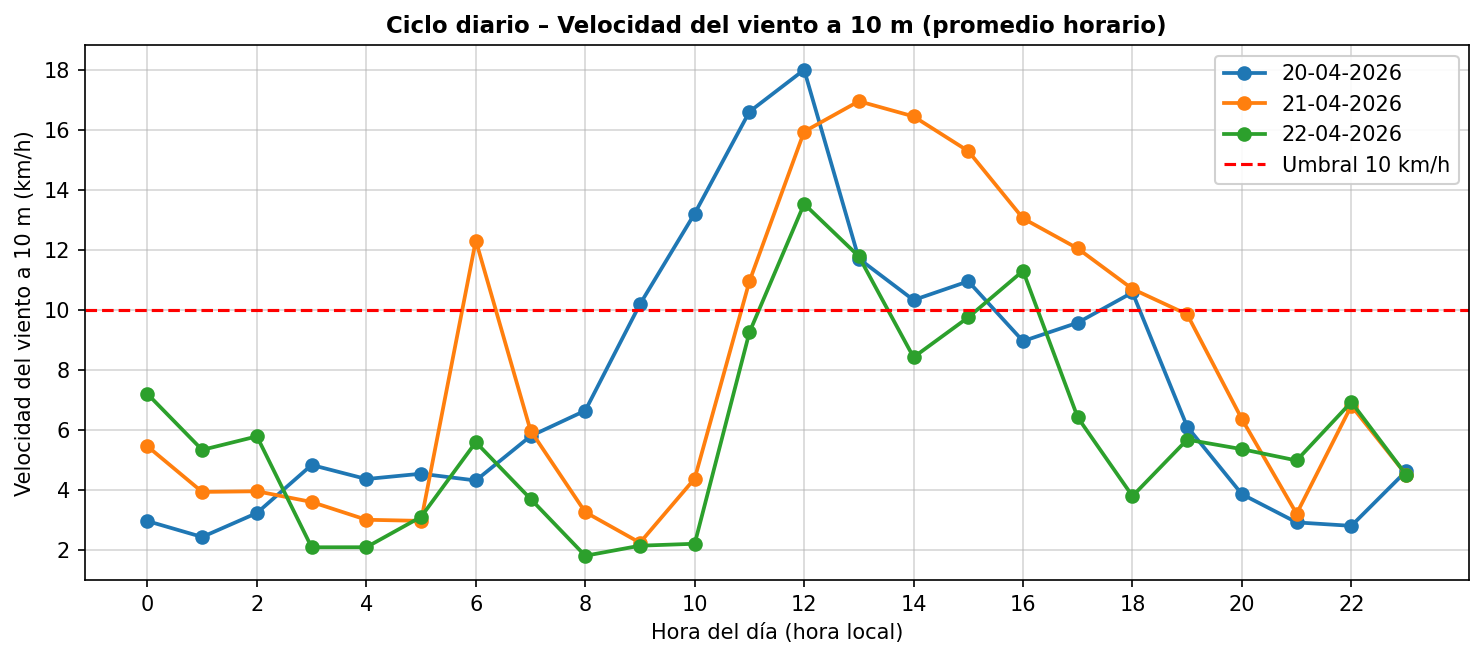 Ciclo diario – Velocidad del viento a 10 m (promedio horario)
Velocidad del viento a 10 m (km/h)
18
16
14
12
10
8
6
4
2
20-04-2026
21-04-2026
22-04-2026
Umbral 10 km/h
0 2 4 6 8 10 12 14 16 18 20 22
Hora del día (hora local)